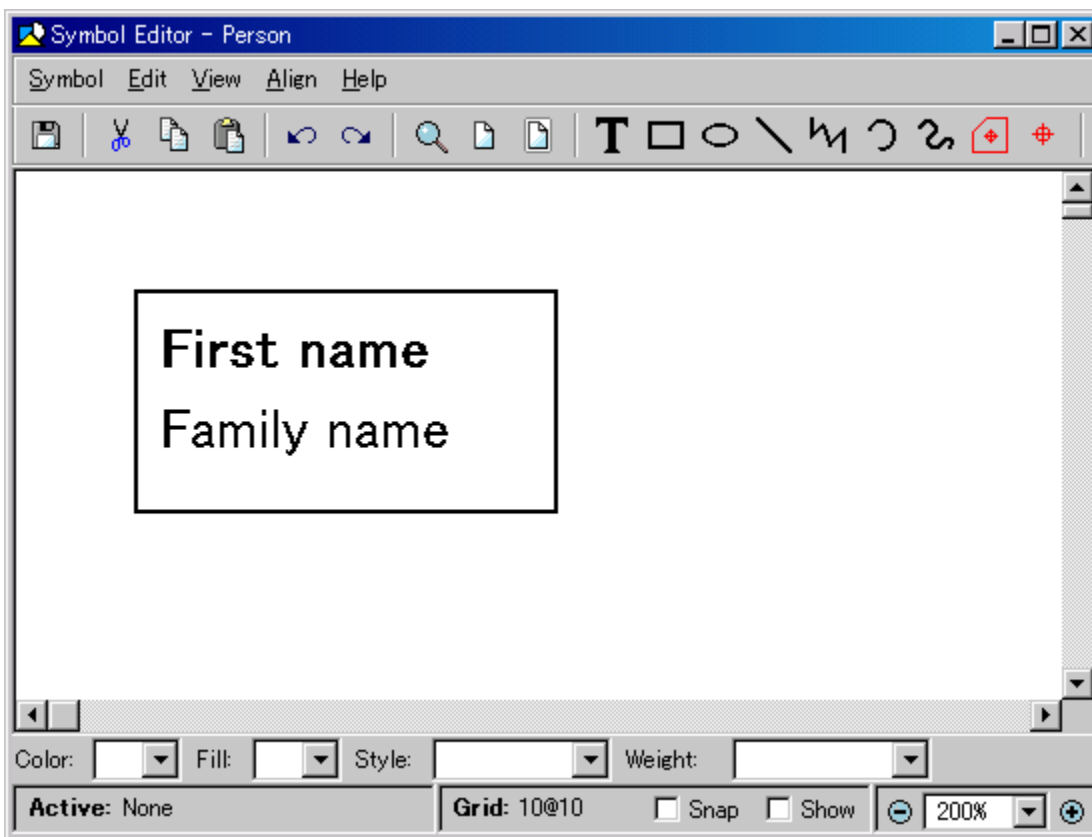 Symbol Editor - Person
Symbol Edit View Align Help
T
First name
Family name
Color: Fill: Style: Weight:
Active: None Grid: 10@10 Snap Show 200%